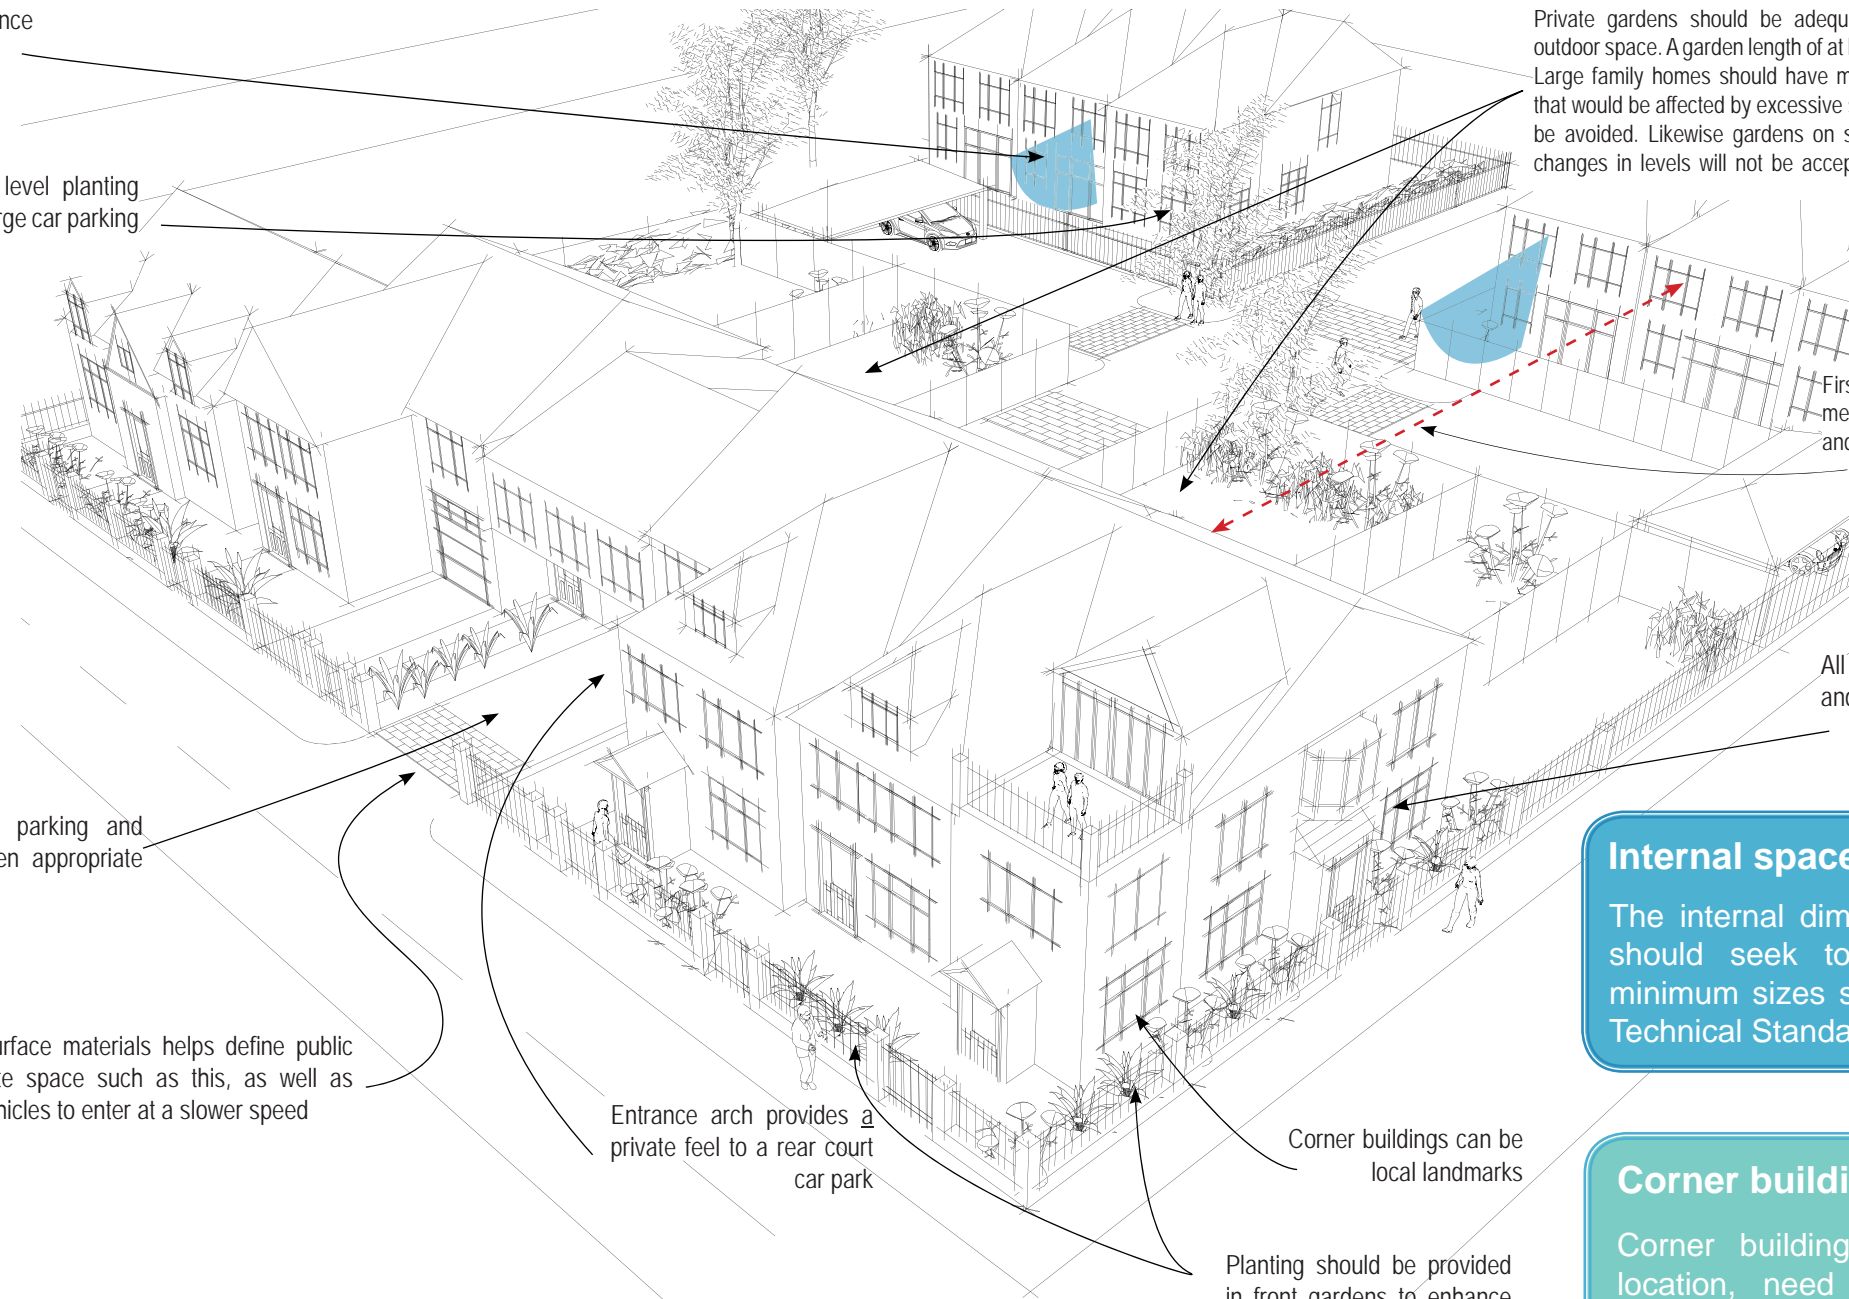 nce
level planting
rge car parking
parking and
en appropriate
urface materials helps define public
te space such as this, as well as
hicles to enter at a slower speed
Entrance arch provides a
private feel to a rear court
car park
Corner buildings can be
local landmarks
Planting should be provided
in front gardens to enhance
Private gardens should be adequ
outdoor space. A garden length of at l
Large family homes should have m
that would be affected by excessive s
be avoided. Likewise gardens on s
changes in levels will not be accep
Firs
me
and
All
and
Internal space
The internal dim
should seek to
minimum sizes s
Technical Standa
Corner buildi
Corner building
location, need